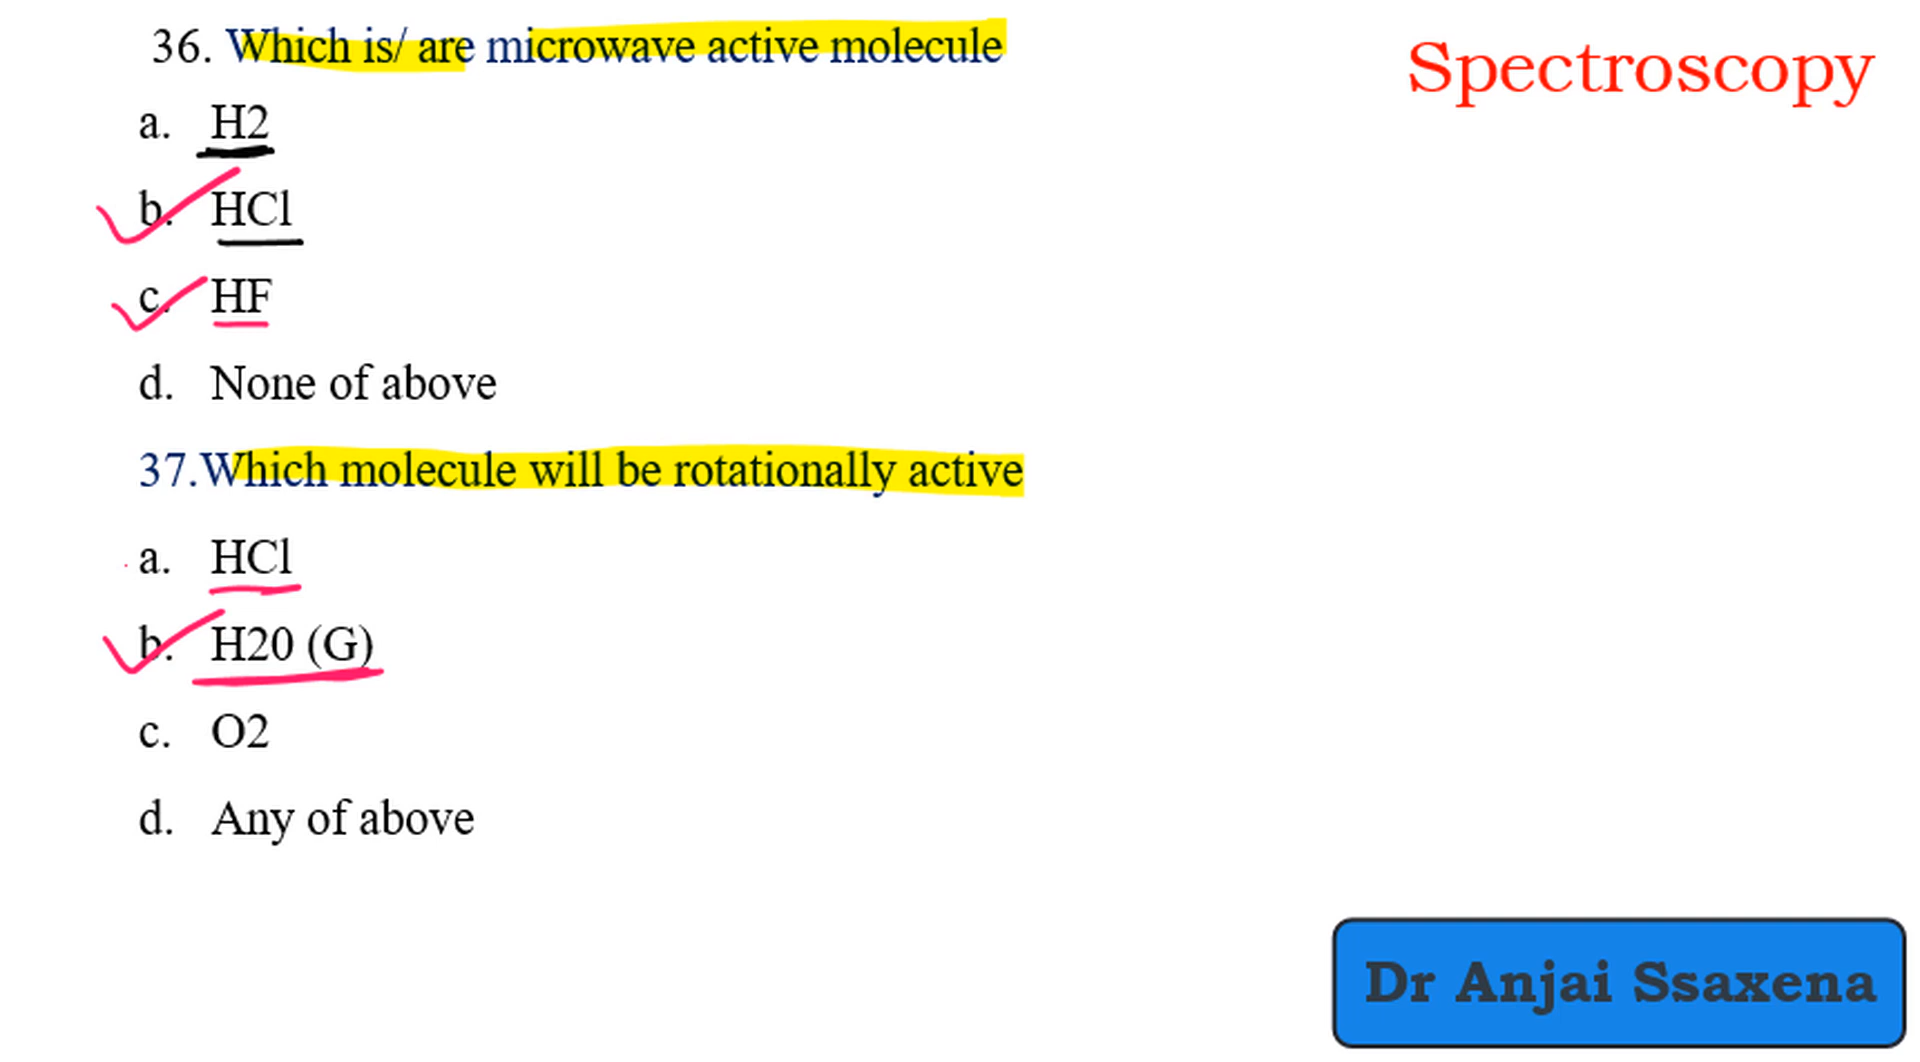 36. Which is/ are microwave active molecule
Spectroscopy
a. H2
b. HCl
c. HF
d. None of above
37.Which molecule will be rotationally active
a. HCl
b. H20 (G)
c. O2
d. Any of above
Dr Anjai Ssaxena